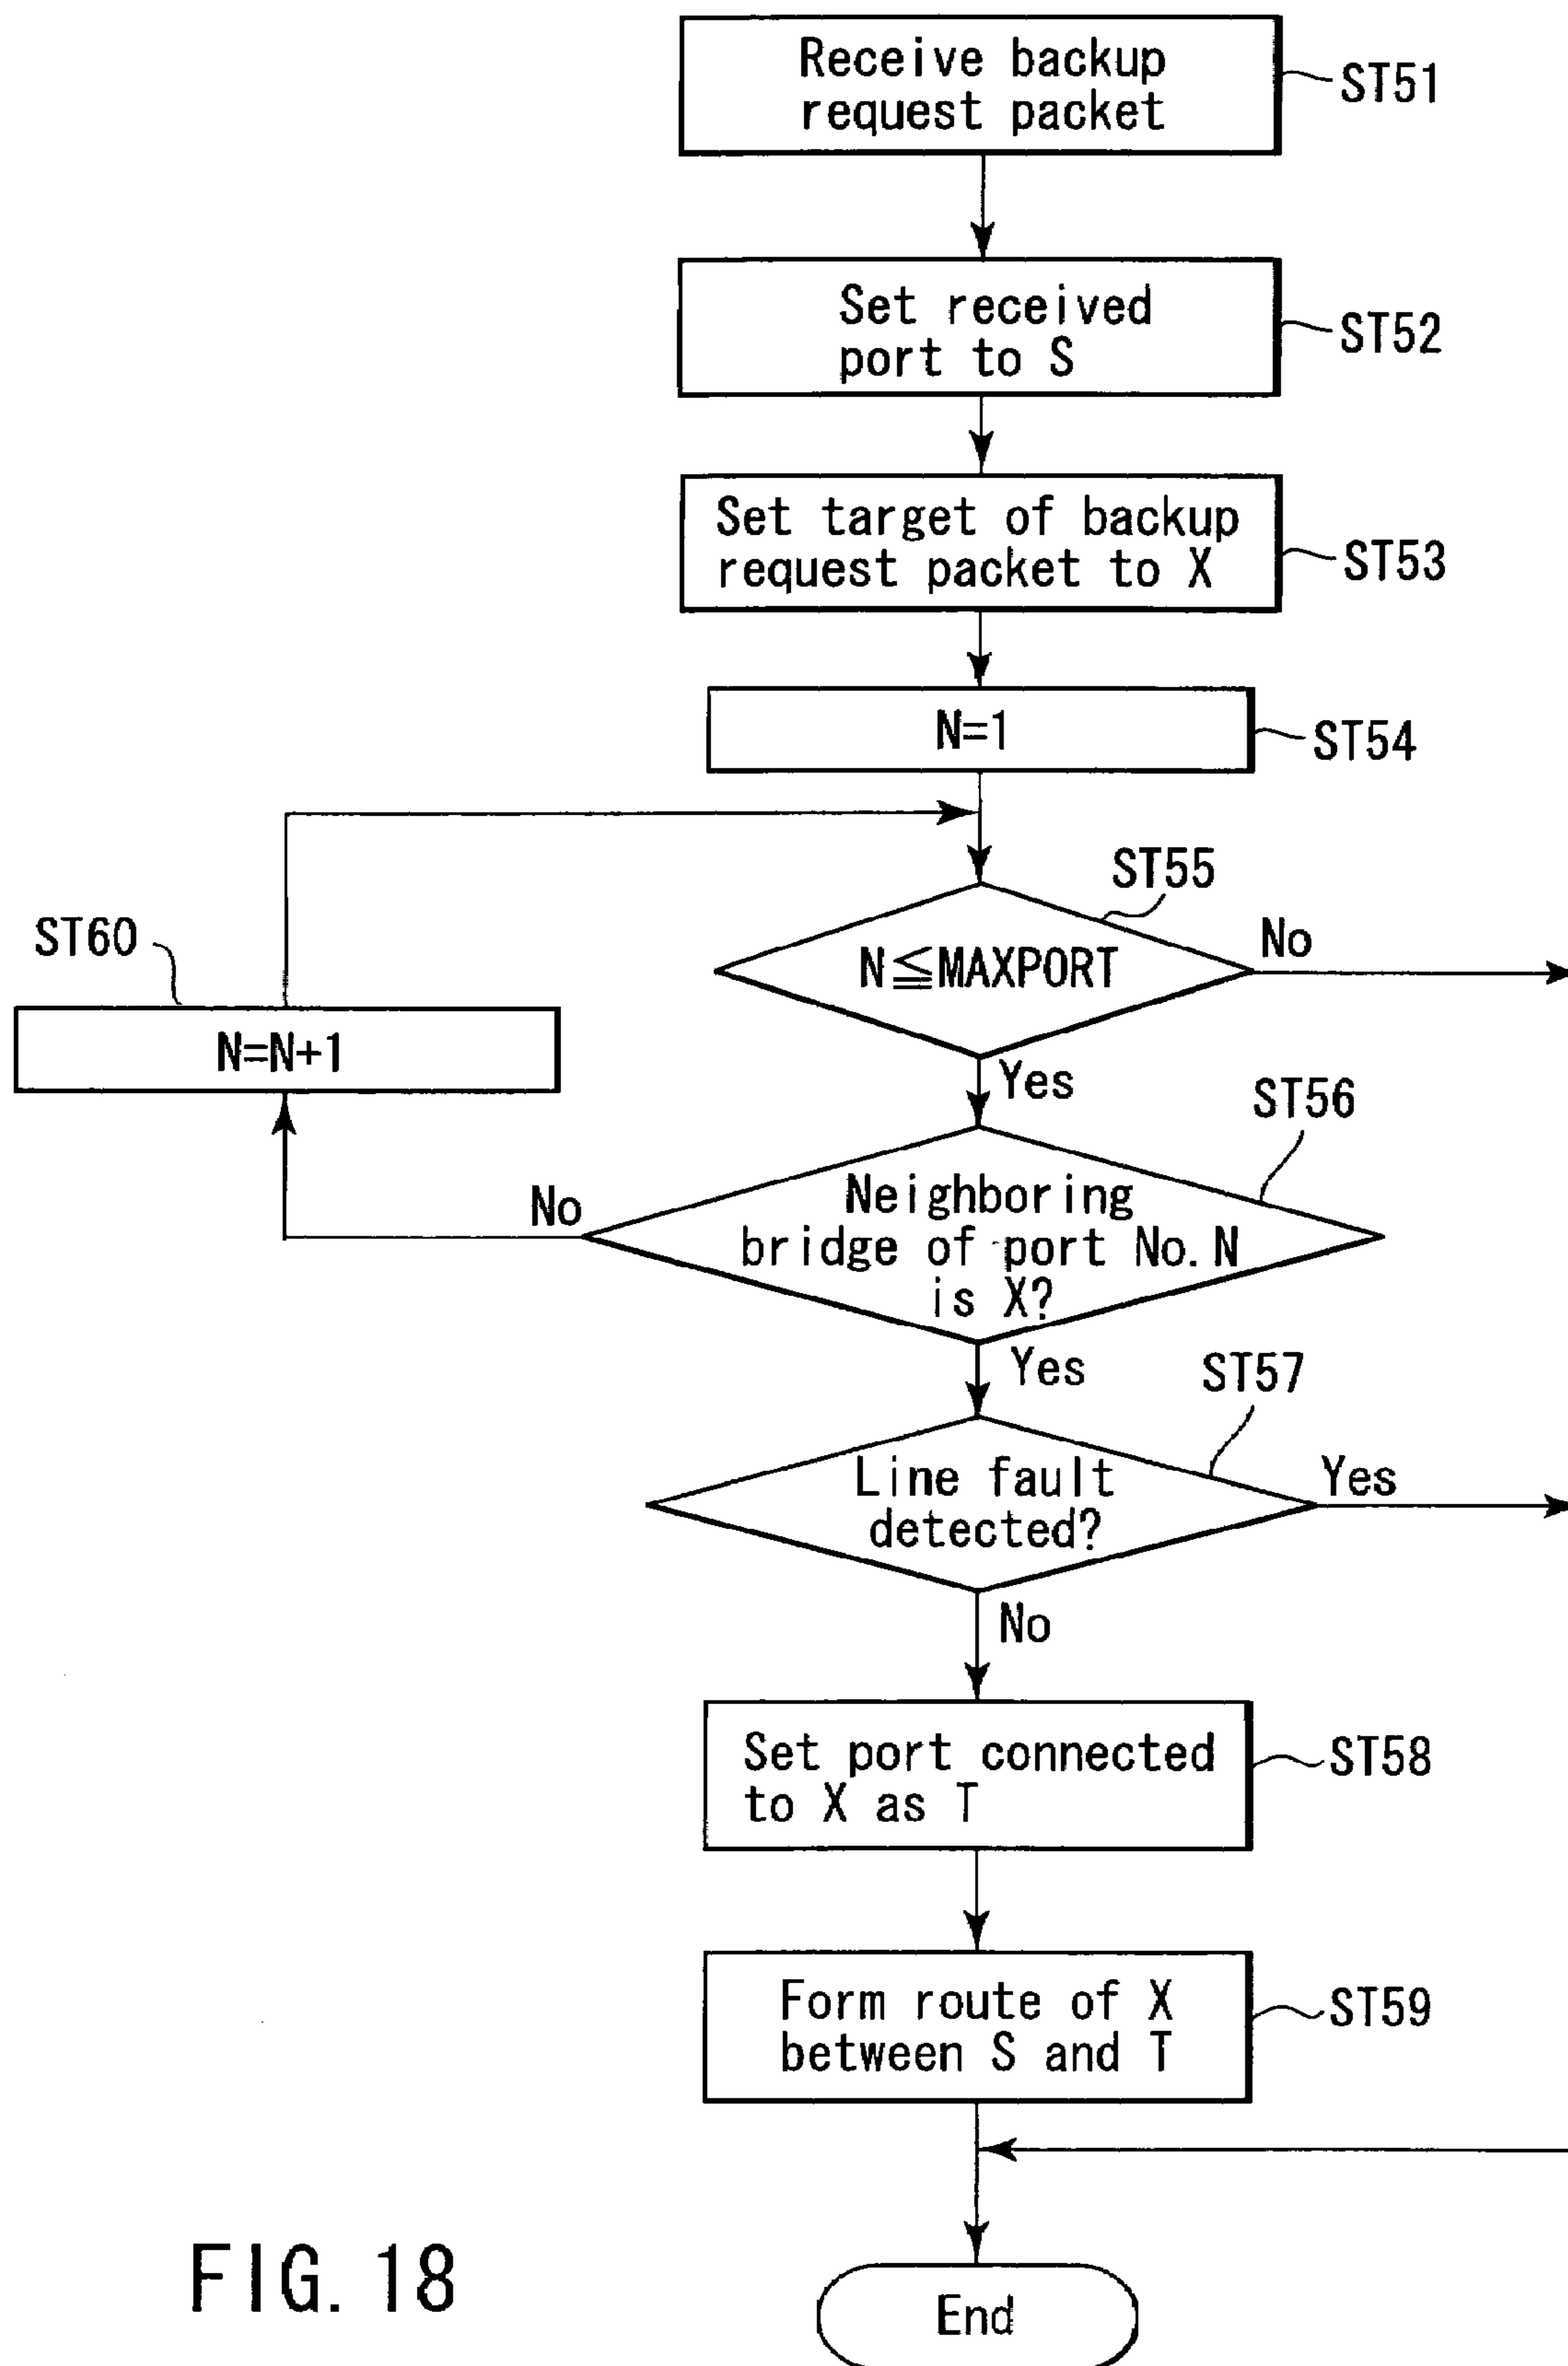 Receive backup
request packet
ST51
Set received
port to S
ST52
Set target of backup
request packet to X
ST53
N=1
ST54
ST55
N≦MAXPORT
No
Yes
ST60
N=N+1
ST56
Neighboring
bridge of port No. N
is X?
No
Yes
ST57
Line fault
detected?
Yes
No
Set port connected
to X as T
ST58
Form route of X
between S and T
ST59
End
FIG. 18